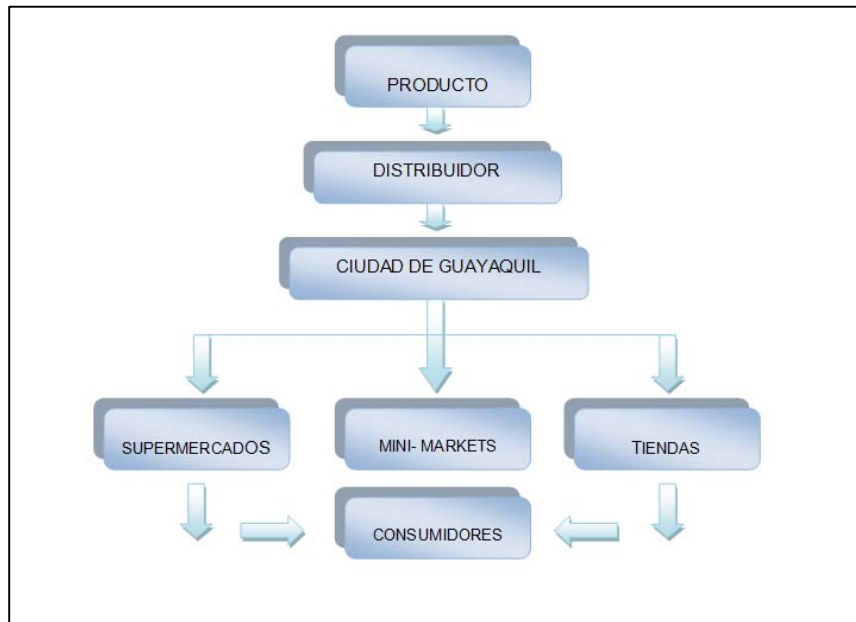 PRODUCTO
DISTRIBUIDOR
CIUDAD DE GUAYAQUIL
SUPERMERCADOS
MINI- MARKETS
TIENDAS
CONSUMIDORES